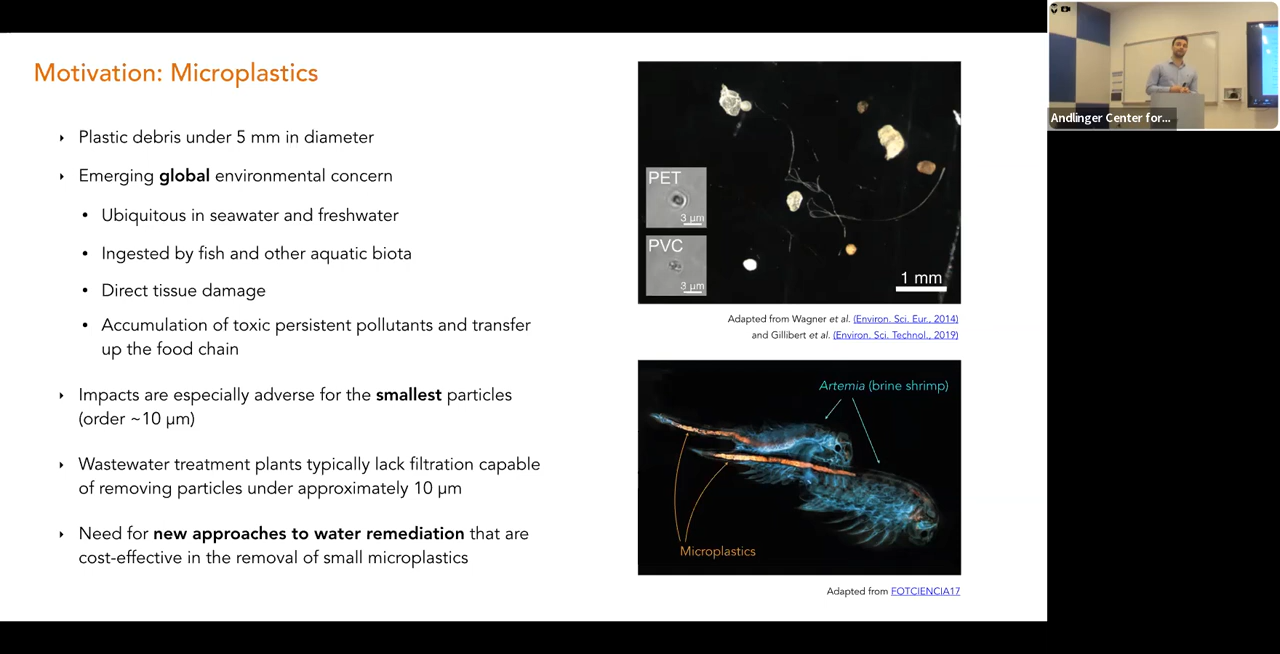 Motivation: Microplastics
Plastic debris under 5 mm in diameter
Emerging global environmental concern
Ubiquitous in seawater and freshwater
Ingested by fish and other aquatic biota
Direct tissue damage
Accumulation of toxic persistent pollutants and transfer
up the food chain
Impacts are especially adverse for the smallest particles
(order ~10 µm)
Wastewater treatment plants typically lack filtration capable
of removing particles under approximately 10 µm
Need for new approaches to water remediation that are
cost-effective in the removal of small microplastics
PET
3 µm
PVC
3 µm
1 mm
Adapted from Wagner et al. (Environ. Sci. Eur., 2014)
and Gillibert et al. (Environ. Sci. Technol., 2019)
Artemia (brine shrimp)
Microplastics
Adapted from FOTCIENCIA17
Andlinger Center for...